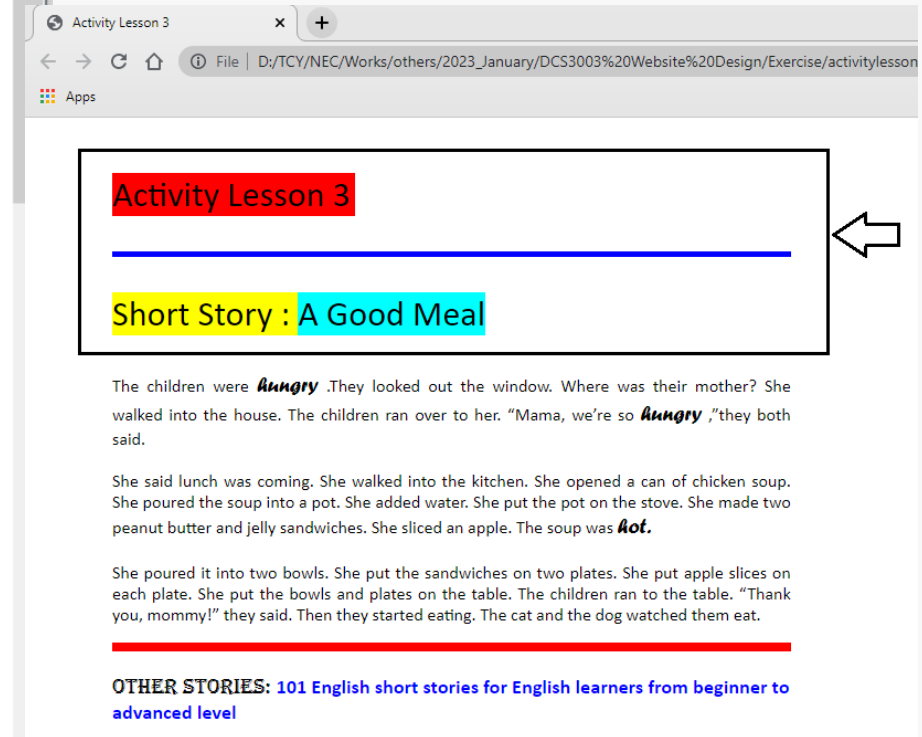 Activity Lesson 3
File | D:/TCY/NEC/Works/others/2023_January/DCS3003%20Website%20Design/Exercise/activitylesson
Apps
Activity Lesson 3
Short Story : A Good Meal
The children were hungry .They looked out the window. Where was their mother? She
walked into the house. The children ran over to her. “Mama, we’re so hungry ,”they both
said.
She said lunch was coming. She walked into the kitchen. She opened a can of chicken soup.
She poured the soup into a pot. She added water. She put the pot on the stove. She made two
peanut butter and jelly sandwiches. She sliced an apple. The soup was hot.
She poured it into two bowls. She put the sandwiches on two plates. She put apple slices on
each plate. She put the bowls and plates on the table. The children ran to the table. “Thank
you, mommy!” they said. Then they started eating. The cat and the dog watched them eat.
OTHER STORIES: 101 English short stories for English learners from beginner to
advanced level